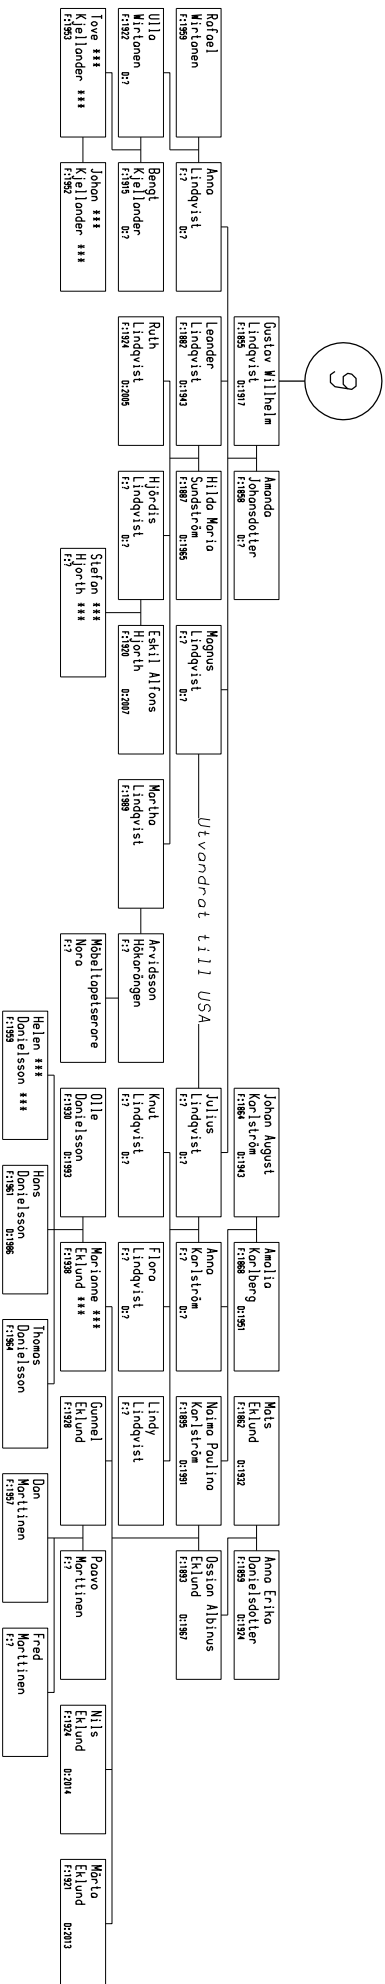 9
Gustav Willhelm
Lindqvist
F:1855 D:1917
Amanda
Johansdotter
F:1858 D:?
Johan August
Karlström
F:1864 D:1943
Amalia
Karlberg
F:1868 D:1951
Mats
Eklund
F:1862 D:1932
Anna Erika
Danielsdotter
F:1859 D:1924
Rafael
Wirtanen
F:1959
Anna
Lindqvist
F:? D:?
Leander
Lindqvist
F:1882 D:1943
Hilda Maria
Sundström
F:1887 D:1965
Magnus
Lindqvist
F:? D:?
Utvandrat till USA
Julius
Lindqvist
F:? D:?
Anna
Karlström
F:? D:?
Naima Paulina
Karlström
F:1895 D:1991
Ossian Albinus
Eklund
F:1893 D:1967
Ulla
Wirtanen
F:1922 D:?
Bengt
Kjellander
F:1915 D:?
Ruth
Lindqvist
F:1924 D:2005
Hjördis
Lindqvist
F:? D:?
Eskil Alfons
Hjorth
F:1920 D:2007
Martha
Lindqvist
F:1989
Arvidsson
Hökarängen
F:?
Knut
Lindqvist
F:? D:?
Flora
Lindqvist
F:? D:?
Lindy
Lindqvist
F:?
Tove ***
Kjellander ***
F:1953
Johan ***
Kjellander ***
F:1952
Stefan ***
Hjorth ***
F:?
Möbeltapetserare
Nora
F:?
Olle
Danielsson
F:1930 D:1993
Marianne ***
Eklund ***
F:1938
Gunnel
Eklund
F:1928
Paavo
Marttinen
F:?
Nils
Eklund
F:1924 D:2014
Märta
Eklund
F:1921 D:2013
Helen ***
Danielsson ***
F:1959
Hans
Danielsson
F:1961 D:1986
Thomas
Danielsson
F:1964
Dan
Marttinen
F:1957
Fred
Marttinen
F:?